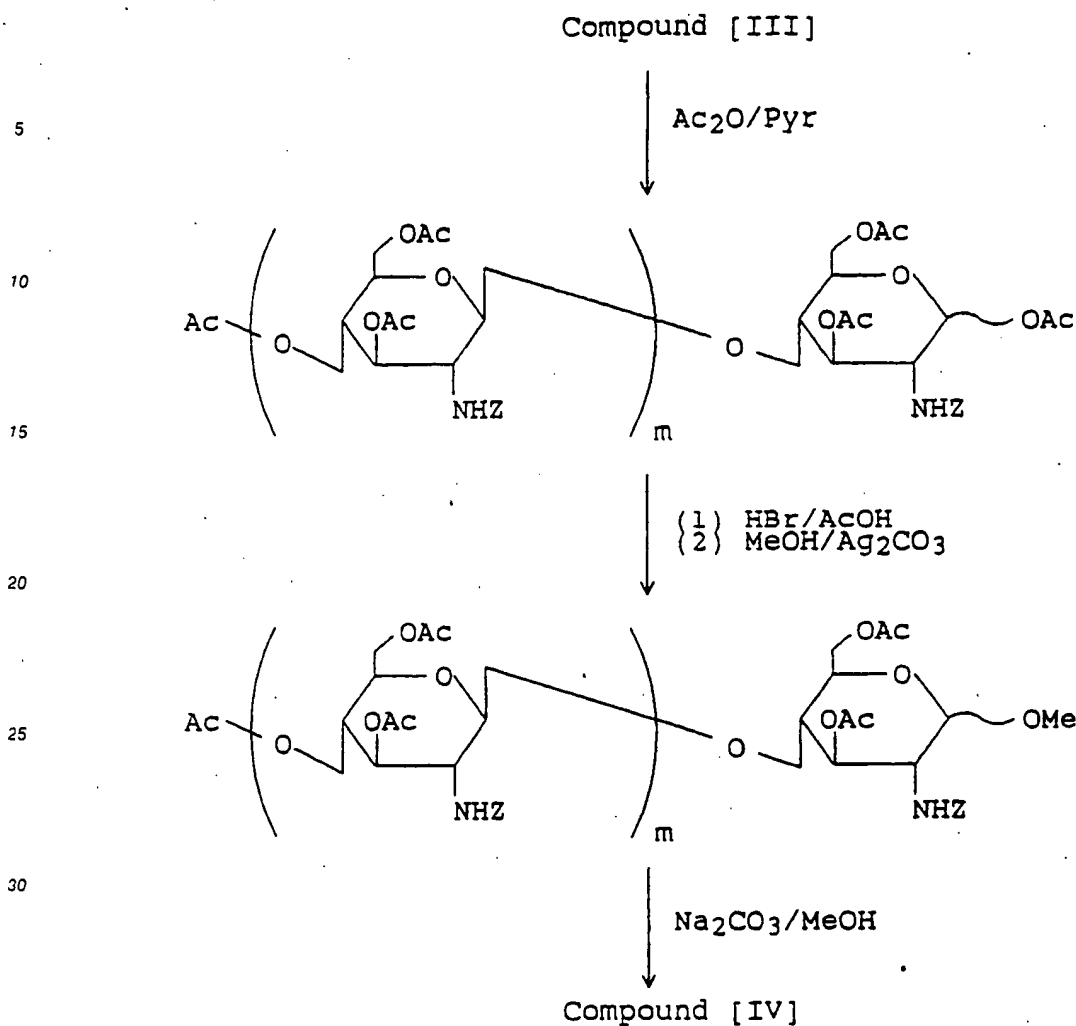 Compound [III]
5
Ac2O/Pyr
OAc OAc
10
O O
Ac OAc OAc OAc
O O
NHZ NHZ
15
m
(1) HBr/AcOH
(2) MeOH/Ag2CO3
20
OAc OAc
O O
25
Ac OAc OAc OMe
O O
NHZ NHZ
m
30
Na2CO3/MeOH
Compound [IV]